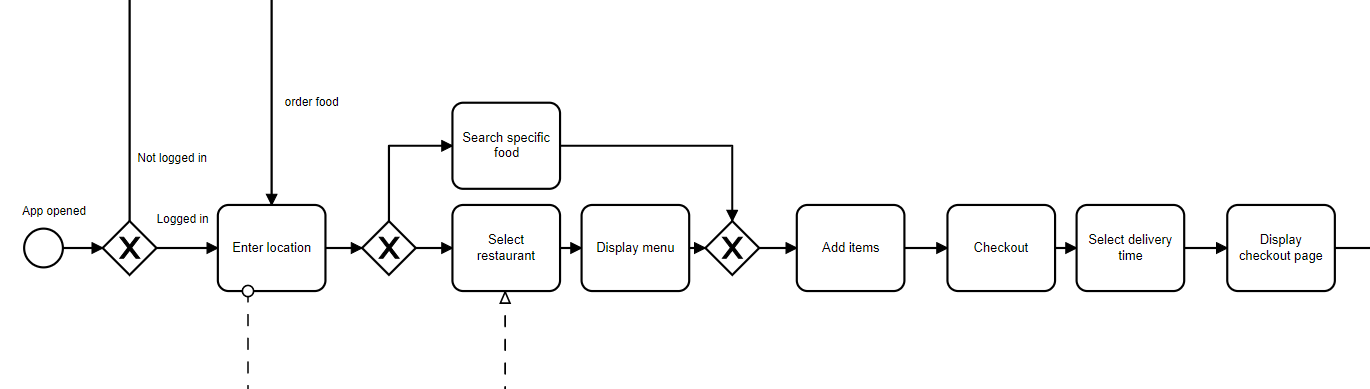 order food
Search specific
food
Not logged in
App opened
Logged in
X
Enter location
X
Select
restaurant
Display menu
X
Add items
Checkout
Select delivery
time
Display
checkout page